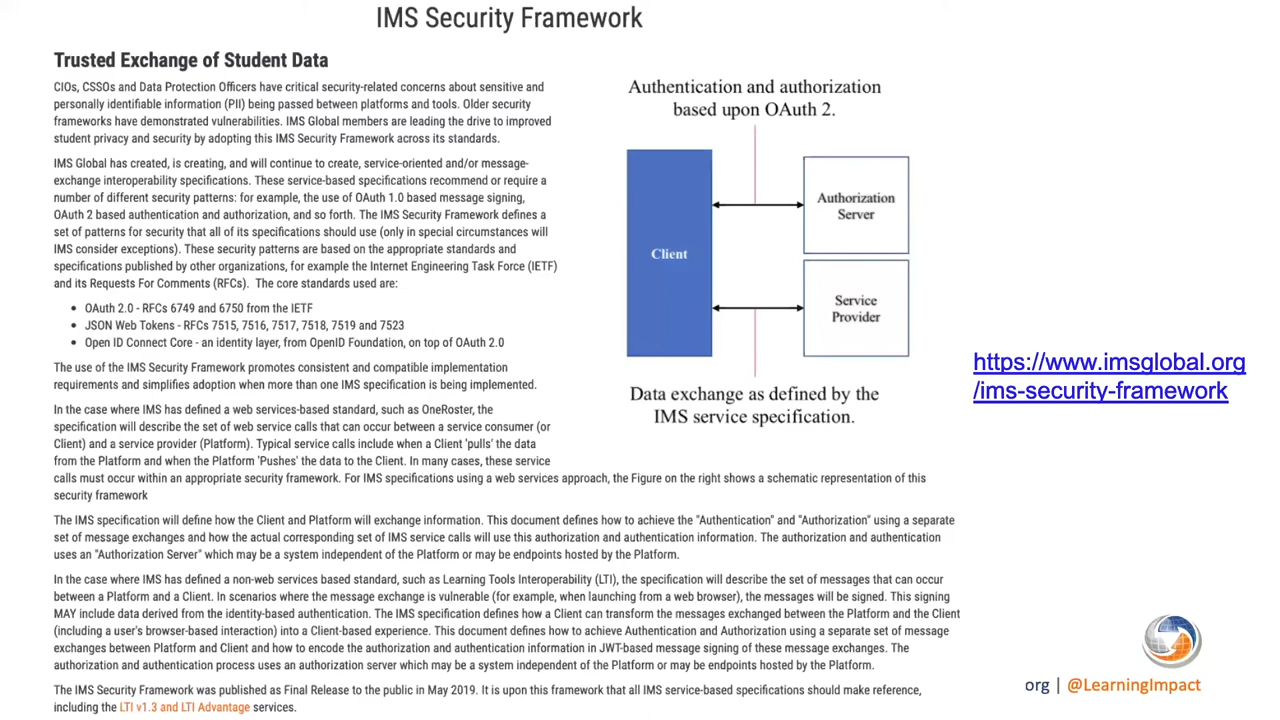 IMS Security Framework
Trusted Exchange of Student Data
CIOs, CSSOs and Data Protection Officers have critical security-related concerns about sensitive and
personally identifiable information (PII) being passed between platforms and tools. Older security
frameworks have demonstrated vulnerabilities. IMS Global members are leading the drive to improved
student privacy and security by adopting this IMS Security Framework across its standards.
IMS Global has created, is creating, and will continue to create, service-oriented and/or message-
exchange interoperability specifications. These service-based specifications recommend or require a
number of different security patterns: for example, the use of OAuth 1.0 based message signing,
OAuth 2 based authentication and authorization, and so forth. The IMS Security Framework defines a
set of patterns for security that all of its specifications should use (only in special circumstances will
IMS consider exceptions). These security patterns are based on the appropriate standards and
specifications published by other organizations, for example the Internet Engineering Task Force (IETF)
and its Requests For Comments (RFCs). The core standards used are:
• OAuth 2.0 - RFCs 6749 and 6750 from the IETF
• JSON Web Tokens - RFCs 7515, 7516, 7517, 7518, 7519 and 7523
• Open ID Connect Core - an identity layer, from OpenID Foundation, on top of OAuth 2.0
The use of the IMS Security Framework promotes consistent and compatible implementation
requirements and simplifies adoption when more than one IMS specification is being implemented.
In the case where IMS has defined a web services-based standard, such as OneRoster, the
specification will describe the set of web service calls that can occur between a service consumer (or
Client) and a service provider (Platform). Typical service calls include when a Client 'pulls' the data
from the Platform and when the Platform 'Pushes' the data to the Client. In many cases, these service
calls must occur within an appropriate security framework. For IMS specifications using a web services approach, the Figure on the right shows a schematic representation of this
security framework
The IMS specification will define how the Client and Platform will exchange information. This document defines how to achieve the "Authentication" and "Authorization" using a separate
set of message exchanges and how the actual corresponding set of IMS service calls will use this authorization and authentication information. The authorization and authentication
uses an "Authorization Server" which may be a system independent of the Platform or may be endpoints hosted by the Platform.
In the case where IMS has defined a non-web services based standard, such as Learning Tools Interoperability (LTI), the specification will describe the set of messages that can occur
between a Platform and a Client. In scenarios where the message exchange is vulnerable (for example, when launching from a web browser), the messages will be signed. This signing
MAY include data derived from the identity-based authentication. The IMS specification defines how a Client can transform the messages exchanged between the Platform and the Client
(including a user's browser-based interaction) into a Client-based experience. This document defines how to achieve Authentication and Authorization using a separate set of message
exchanges between Platform and Client and how to encode the authorization and authentication information in JWT-based message signing of these message exchanges. The
authorization and authentication process uses an authorization server which may be a system independent of the Platform or may be endpoints hosted by the Platform.
The IMS Security Framework was published as Final Release to the public in May 2019. It is upon this framework that all IMS service-based specifications should make reference,
including the LTI v1.3 and LTI Advantage services.
Authentication and authorization
based upon OAuth 2.
Client
Authorization
Server
Service
Provider
Data exchange as defined by the
IMS service specification.
https://www.imsglobal.org
/ims-security-framework
org | @LearningImpact